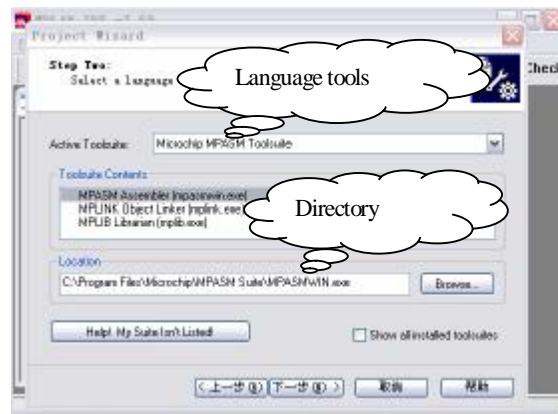 Project Wizard
Step Two:
Select a language
Language tools
Chec
Active Toolsuite: Microchip MPASM Toolsuite
Toolsuite Contents
MPASM Assembler (mpasmwin.exe)
MPLINK Object Linker (mplink.exe)
MPLIB Librarian (mplib.exe)
Directory
Location
C:\Program Files\Microchip\MPASM Suite\MPASMWIN.exe
Browse...
Help! My Suite Isn't Listed!
Show all installed toolsuites
< 上一步(B) 下一步(N) > 取消 帮助